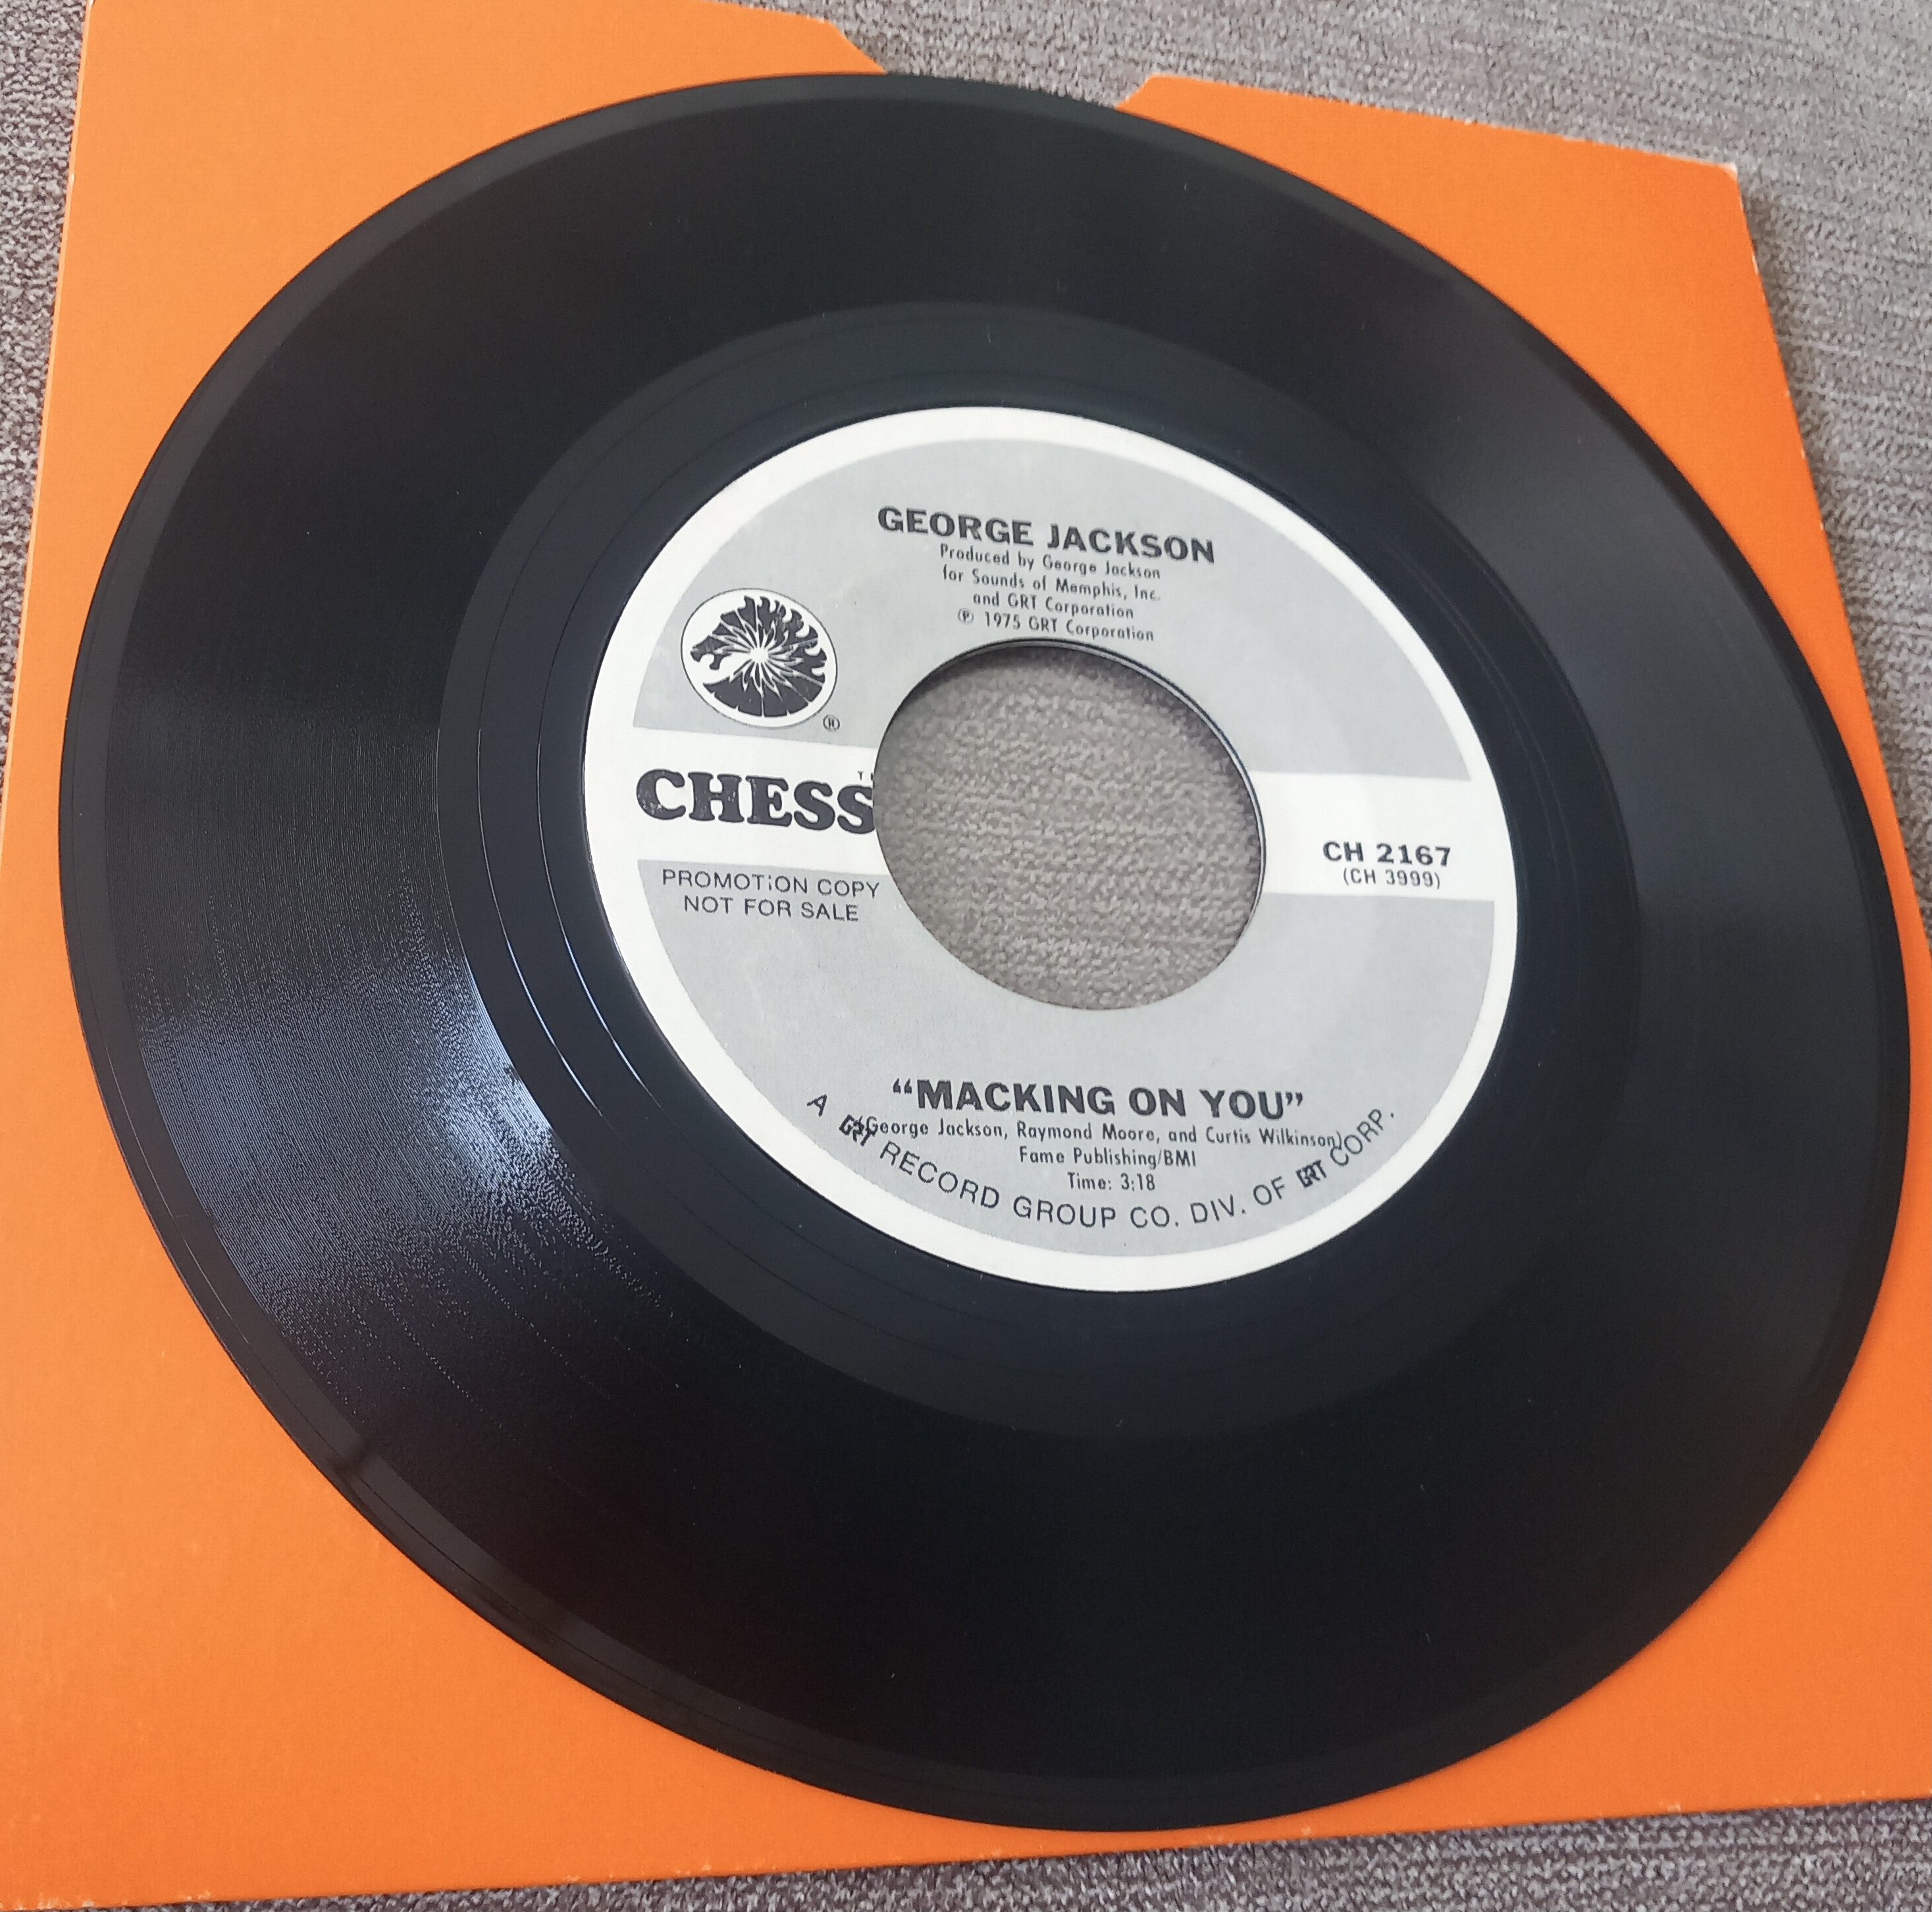 GEORGE JACKSON
Produced by George Jackson
for Sounds of Memphis, Inc.
and GRT Corporation
℗ 1975 GRT Corporation
®
CHESS
PROMOTION COPY
NOT FOR SALE
CH 2167
(CH 3999)
“MACKING ON YOU”
(George Jackson, Raymond Moore, and Curtis Wilkinson)
Fame Publishing/BMI
Time: 3:18
A GRT RECORD GROUP CO. DIV. OF GRT CORP.